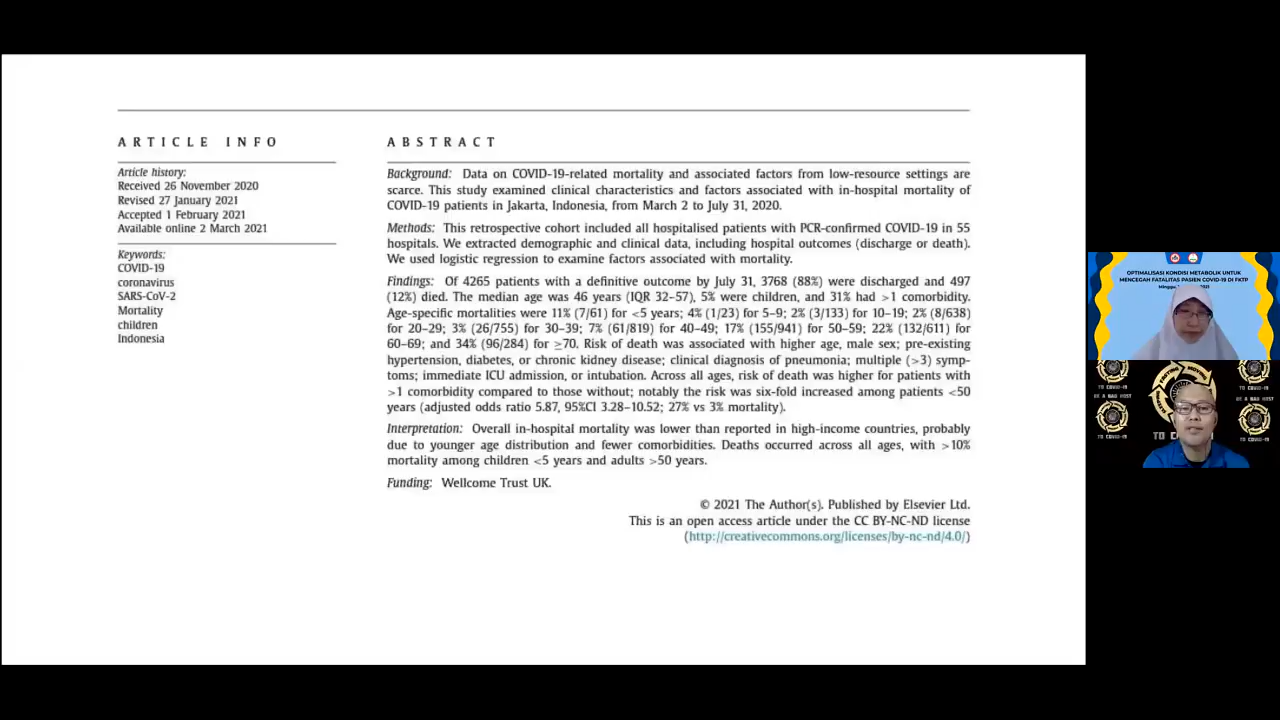 ARTICLE INFO
Article history:
Received 26 November 2020
Revised 27 January 2021
Accepted 1 February 2021
Available online 2 March 2021
Keywords:
COVID-19
coronavirus
SARS-CoV-2
Mortality
children
Indonesia
ABSTRACT
Background: Data on COVID-19-related mortality and associated factors from low-resource settings are
scarce. This study examined clinical characteristics and factors associated with in-hospital mortality of
COVID-19 patients in Jakarta, Indonesia, from March 2 to July 31, 2020.
Methods: This retrospective cohort included all hospitalised patients with PCR-confirmed COVID-19 in 55
hospitals. We extracted demographic and clinical data, including hospital outcomes (discharge or death).
We used logistic regression to examine factors associated with mortality.
Findings: Of 4265 patients with a definitive outcome by July 31, 3768 (88%) were discharged and 497
(12%) died. The median age was 46 years (IQR 32–57), 5% were children, and 31% had >1 comorbidity.
Age-specific mortalities were 11% (7/61) for <5 years; 4% (1/23) for 5–9; 2% (3/133) for 10–19; 2% (8/638)
for 20–29; 3% (26/755) for 30–39; 7% (61/819) for 40–49; 17% (155/941) for 50–59; 22% (132/611) for
60–69; and 34% (96/284) for ≥70. Risk of death was associated with higher age, male sex; pre-existing
hypertension, diabetes, or chronic kidney disease; clinical diagnosis of pneumonia; multiple (>3) symp-
toms; immediate ICU admission, or intubation. Across all ages, risk of death was higher for patients with
>1 comorbidity compared to those without; notably the risk was six-fold increased among patients <50
years (adjusted odds ratio 5.87, 95%CI 3.28–10.52; 27% vs 3% mortality).
Interpretation: Overall in-hospital mortality was lower than reported in high-income countries, probably
due to younger age distribution and fewer comorbidities. Deaths occurred across all ages, with >10%
mortality among children <5 years and adults >50 years.
Funding: Wellcome Trust UK.
© 2021 The Author(s). Published by Elsevier Ltd.
This is an open access article under the CC BY-NC-ND license
(http://creativecommons.org/licenses/by-nc-nd/4.0/)
OPTIMALISASI KONDISI METABOLIK UNTUK
MENCEGAH FATALITAS PASIEN COVID-19 DI FKTP
TO COVID-19
BE A BAD HOST
TO COVID-19